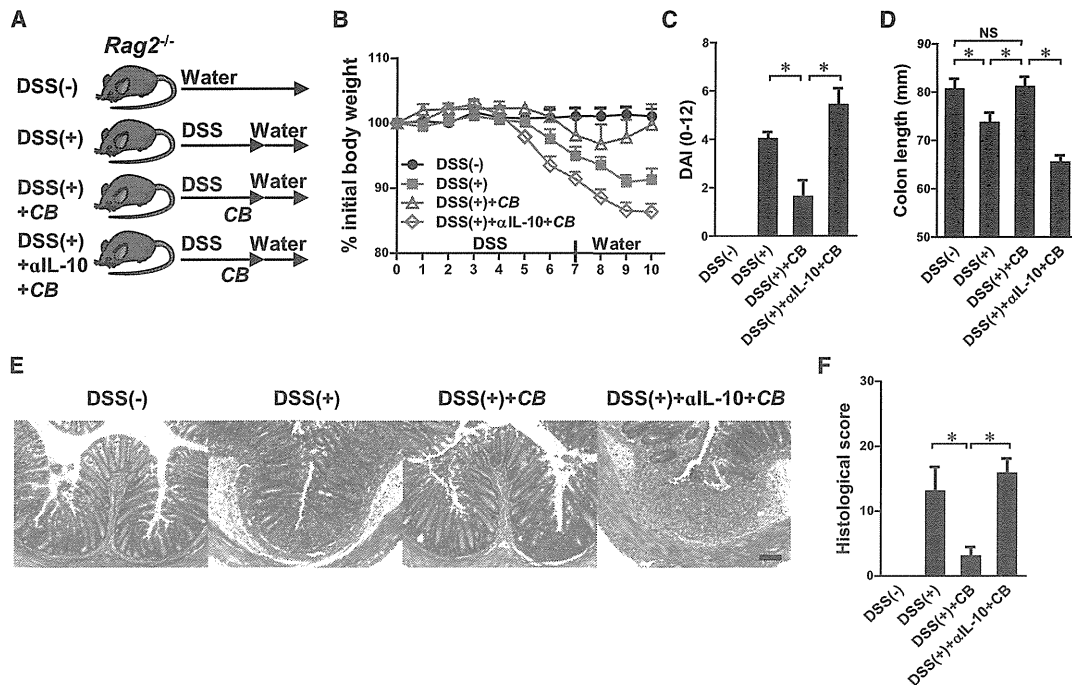 A
Rag2-/-
DSS(-)
Water
DSS(+)
DSS Water
DSS(+)
+CB
DSS Water
CB
DSS(+)
+αIL-10
+CB
DSS Water
CB
B
% initial body weight
110
100
90
80
DSS(-)
DSS(+)
DSS(+)+CB
DSS(+)+αIL-10+CB
DSS Water
0 1 2 3 4 5 6 7 8 9 10
C
DAI (0-12)
8
6
4
2
0
* *
DSS(-)
DSS(+)
DSS(+)+CB
DSS(+)+αIL-10+CB
D
Colon length (mm)
90
80
70
60
50
NS
* * *
DSS(-)
DSS(+)
DSS(+)+CB
DSS(+)+αIL-10+CB
E
DSS(-) DSS(+) DSS(+)+CB DSS(+)+αIL-10+CB
F
Histological score
30
20
10
0
* *
DSS(-)
DSS(+)
DSS(+)+CB
DSS(+)+αIL-10+CB